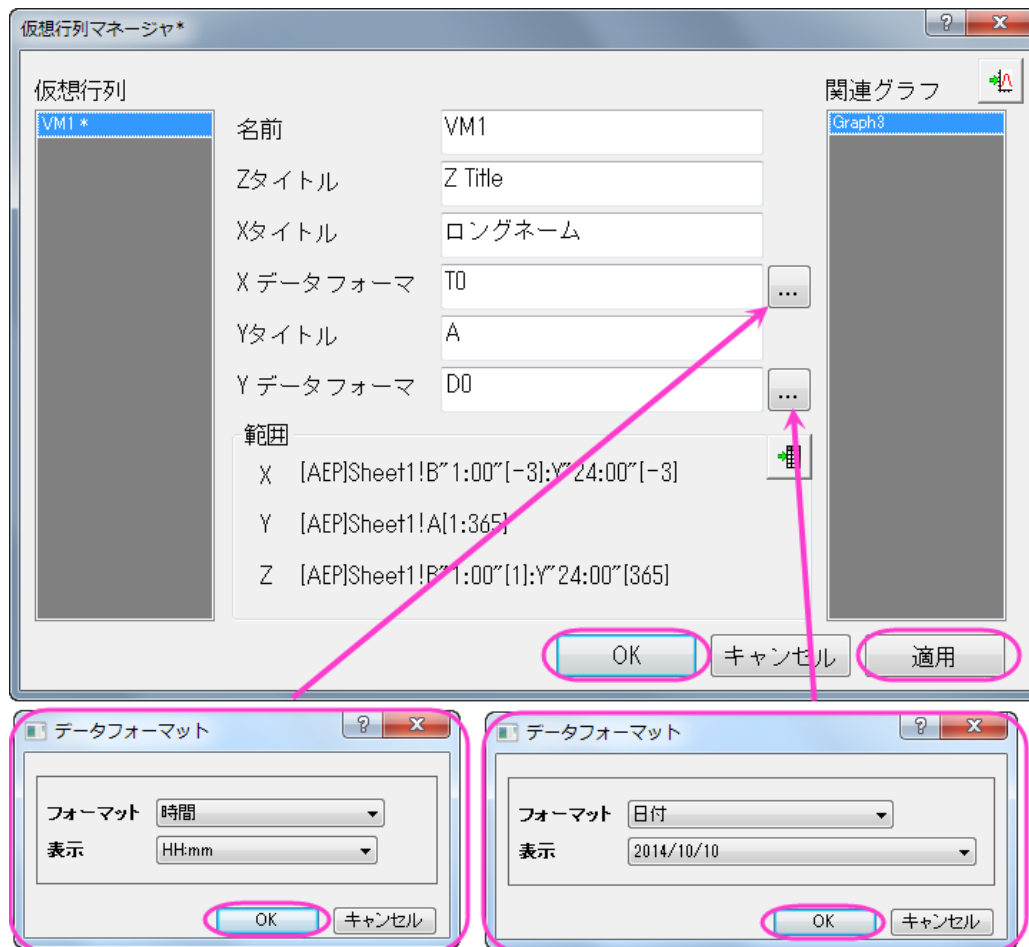 仮想行列マネージャ*
仮想行列
関連グラフ
VM1 *
Graph3
名前 VM1
Zタイトル Z Title
Xタイトル ロングネーム
X データフォーマ T0 ...
Yタイトル A
Y データフォーマ D0 ...
範囲
X [AEP]Sheet1!B"1:00"[-3]:Y"24:00"[-3]
Y [AEP]Sheet1!A[1:365]
Z [AEP]Sheet1!B"1:00"[1]:Y"24:00"[365]
OK キャンセル 適用
データフォーマット
フォーマット 時間
表示 HH:mm
OK キャンセル
データフォーマット
フォーマット 日付
表示 2014/10/10
OK キャンセル